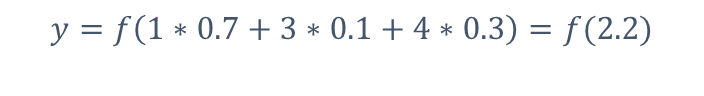 y = f(1 * 0.7 + 3 * 0.1 + 4 * 0.3) = f(2.2)